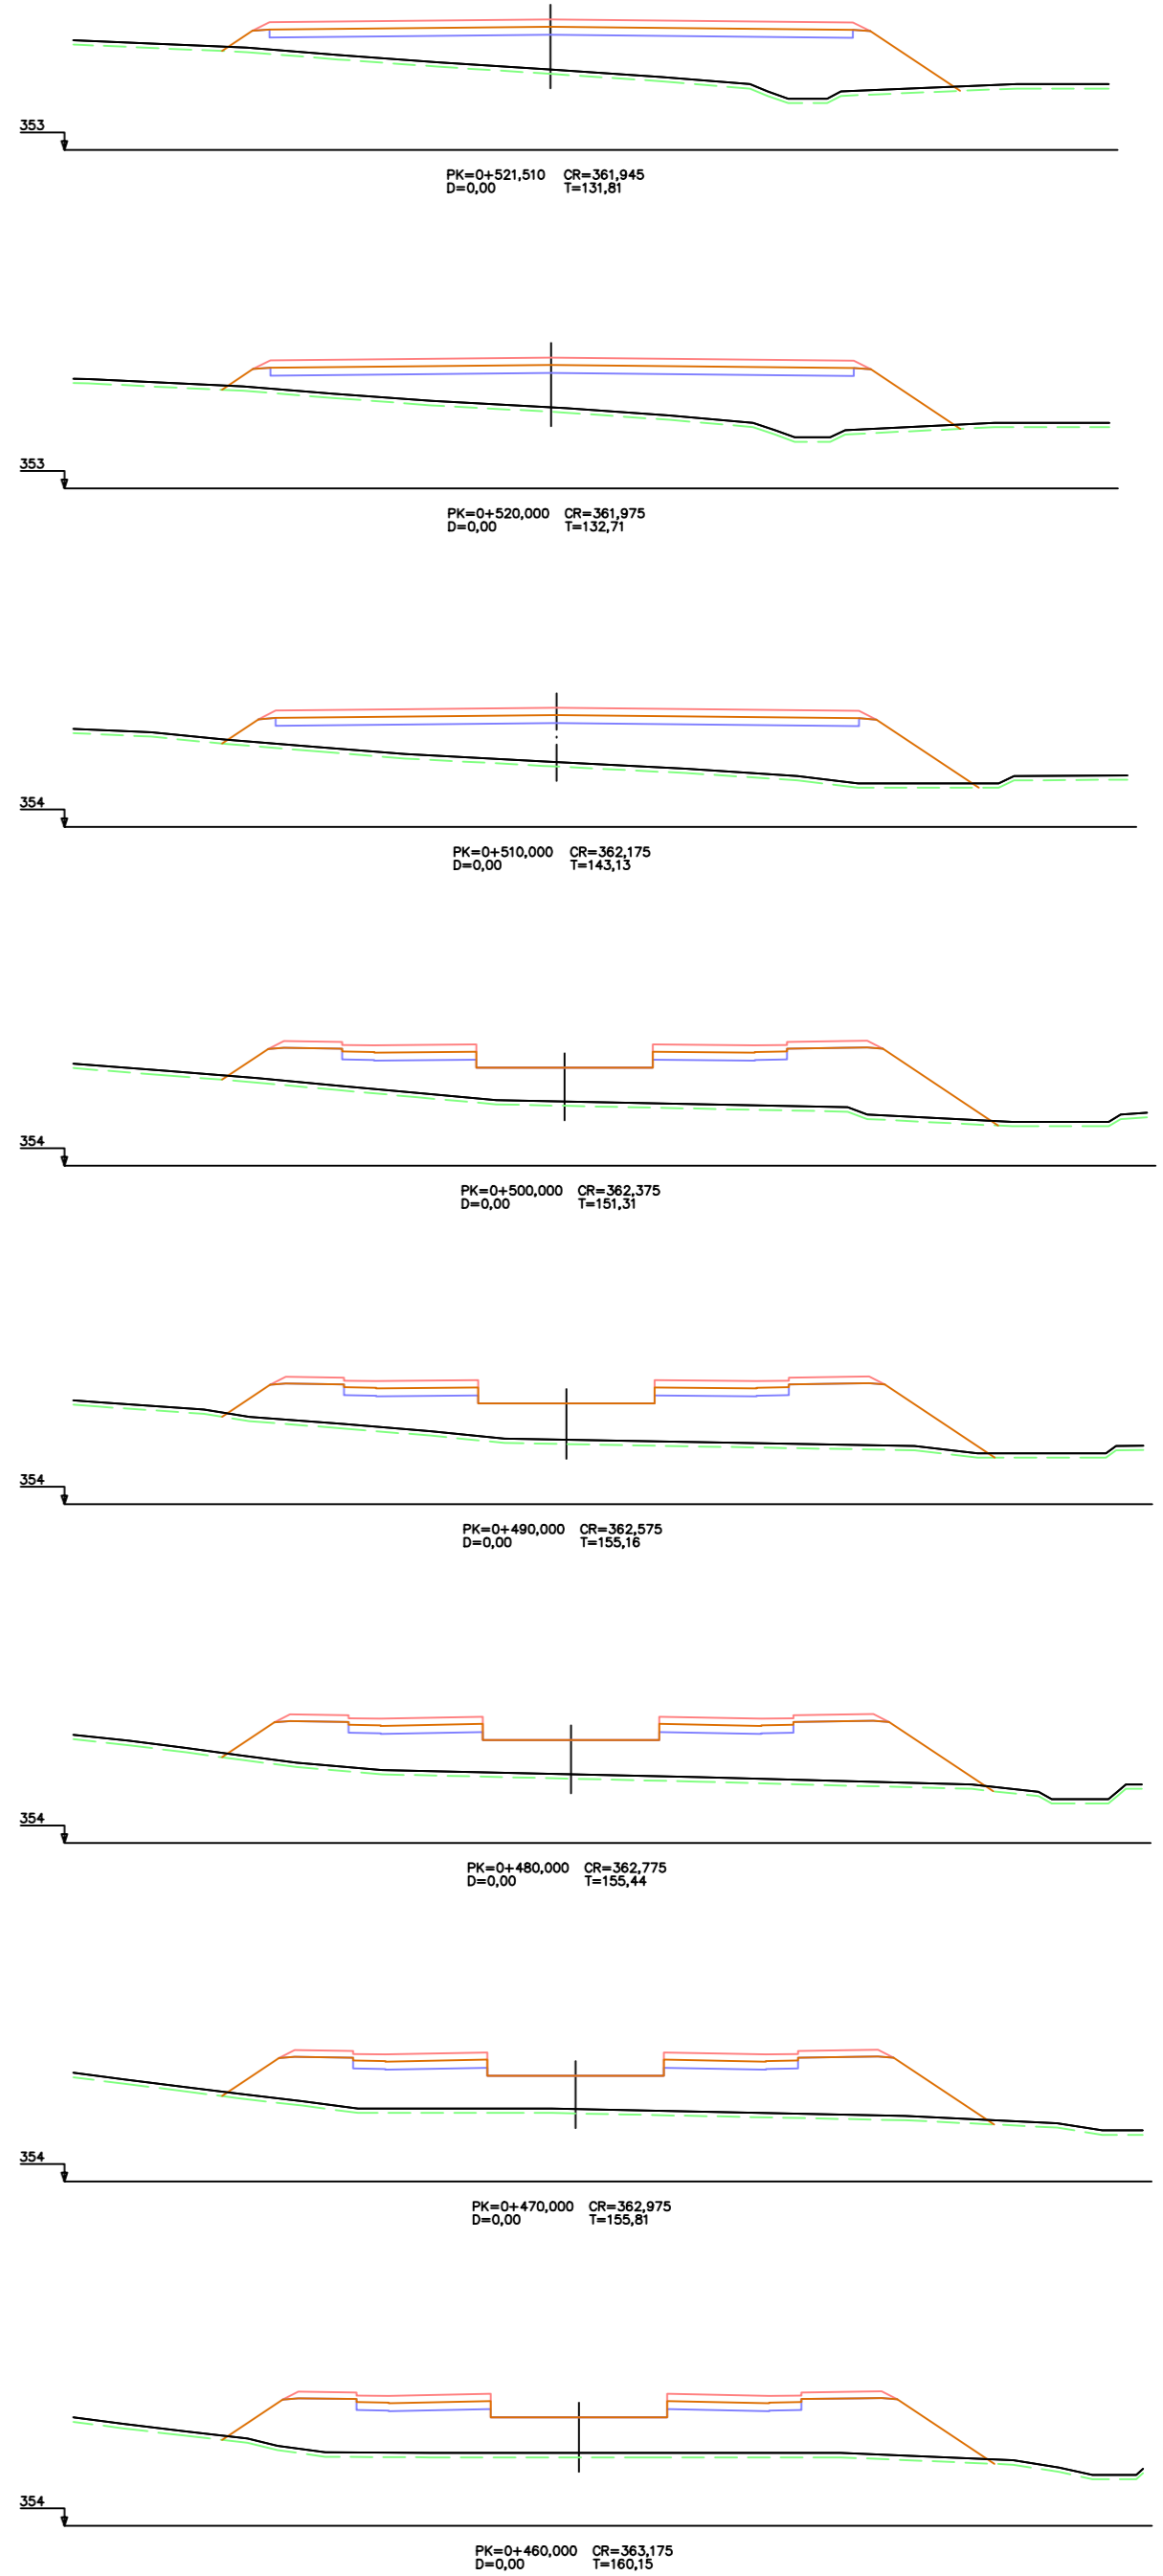 353
PK=0+521,510 CR=361,945
D=0,00 T=131,81
353
PK=0+520,000 CR=361,975
D=0,00 T=132,71
354
PK=0+510,000 CR=362,175
D=0,00 T=143,13
354
PK=0+500,000 CR=362,375
D=0,00 T=151,31
354
PK=0+490,000 CR=362,575
D=0,00 T=155,16
354
PK=0+480,000 CR=362,775
D=0,00 T=155,44
354
PK=0+470,000 CR=362,975
D=0,00 T=155,81
354
PK=0+460,000 CR=363,175
D=0,00 T=160,15